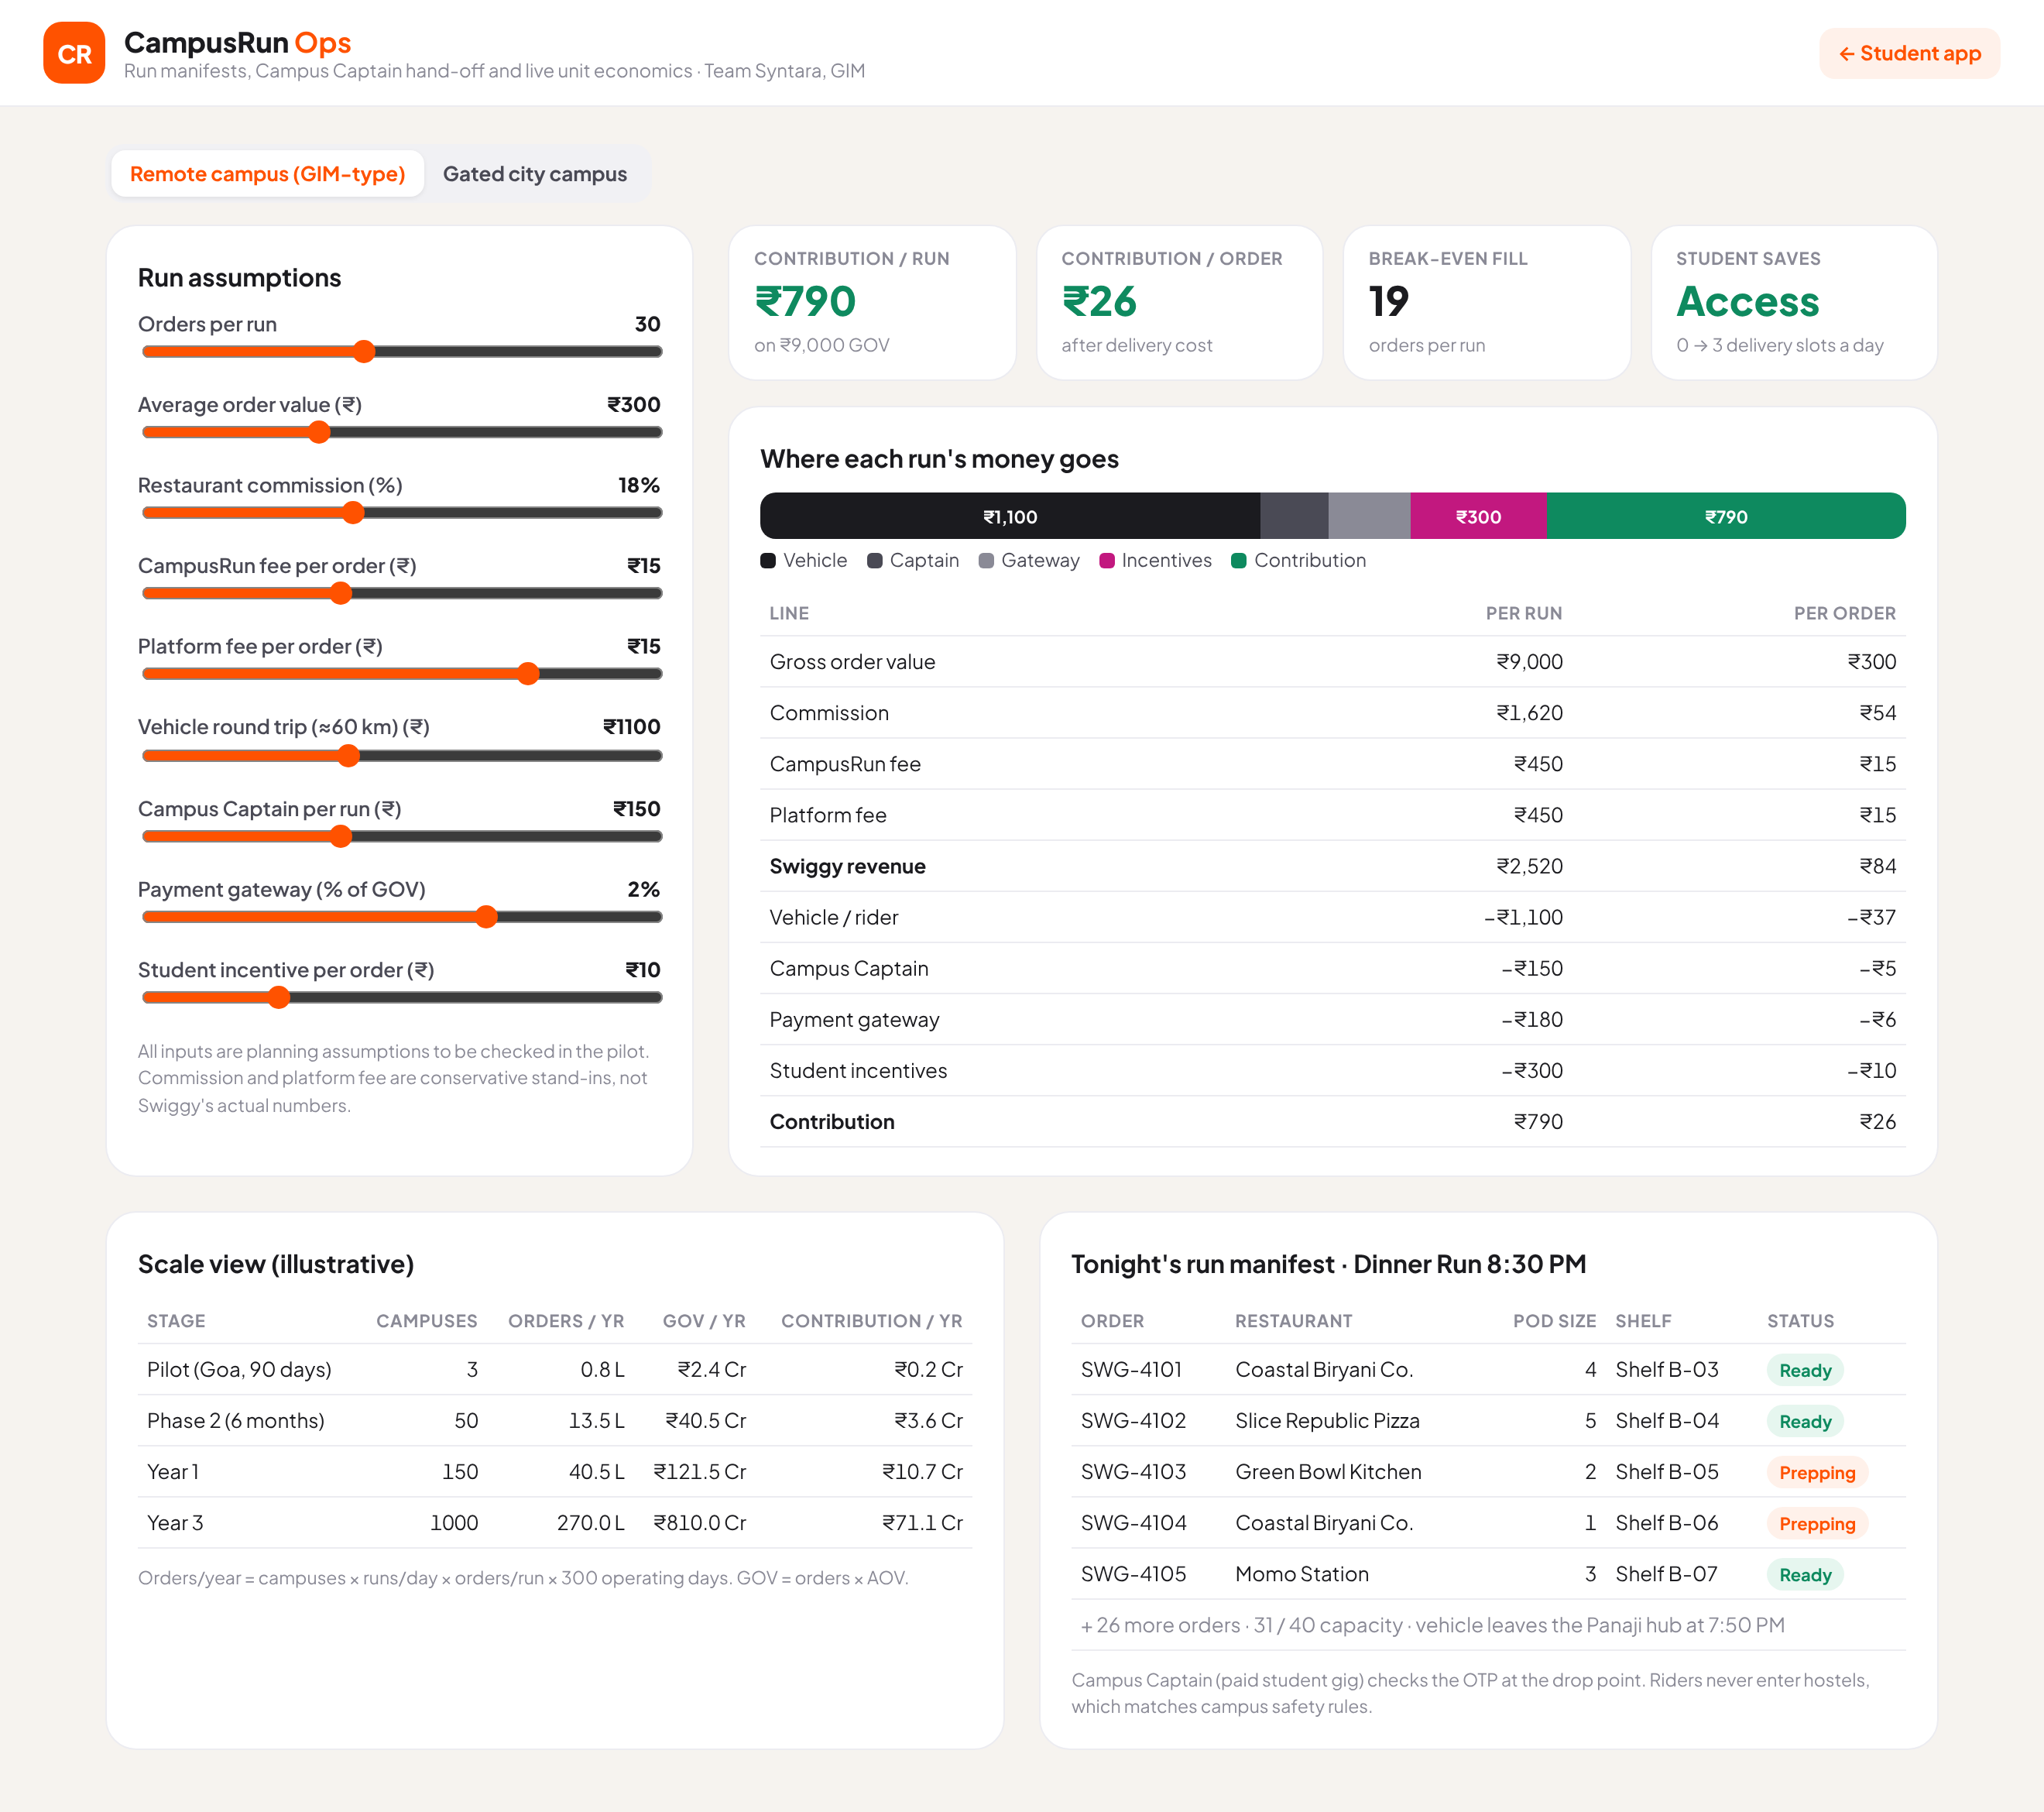 CR
CampusRun Ops
Run manifests, Campus Captain hand-off and live unit economics · Team Syntara, GIM
← Student app
Remote campus (GIM-type)
Gated city campus
Run assumptions
Orders per run 30
Average order value (₹) ₹300
Restaurant commission (%) 18%
CampusRun fee per order (₹) ₹15
Platform fee per order (₹) ₹15
Vehicle round trip (≈60 km) (₹) ₹1100
Campus Captain per run (₹) ₹150
Payment gateway (% of GOV) 2%
Student incentive per order (₹) ₹10
All inputs are planning assumptions to be checked in the pilot.
Commission and platform fee are conservative stand-ins, not
Swiggy's actual numbers.
CONTRIBUTION / RUN
₹790
on ₹9,000 GOV
CONTRIBUTION / ORDER
₹26
after delivery cost
BREAK-EVEN FILL
19
orders per run
STUDENT SAVES
Access
0 → 3 delivery slots a day
Where each run's money goes
₹1,100 ₹300 ₹790
Vehicle Captain Gateway Incentives Contribution
LINE PER RUN PER ORDER
Gross order value ₹9,000 ₹300
Commission ₹1,620 ₹54
CampusRun fee ₹450 ₹15
Platform fee ₹450 ₹15
Swiggy revenue ₹2,520 ₹84
Vehicle / rider −₹1,100 −₹37
Campus Captain −₹150 −₹5
Payment gateway −₹180 −₹6
Student incentives −₹300 −₹10
Contribution ₹790 ₹26
Scale view (illustrative)
STAGE CAMPUSES ORDERS / YR GOV / YR CONTRIBUTION / YR
Pilot (Goa, 90 days) 3 0.8 L ₹2.4 Cr ₹0.2 Cr
Phase 2 (6 months) 50 13.5 L ₹40.5 Cr ₹3.6 Cr
Year 1 150 40.5 L ₹121.5 Cr ₹10.7 Cr
Year 3 1000 270.0 L ₹810.0 Cr ₹71.1 Cr
Orders/year = campuses × runs/day × orders/run × 300 operating days. GOV = orders × AOV.
Tonight's run manifest · Dinner Run 8:30 PM
ORDER RESTAURANT POD SIZE SHELF STATUS
SWG-4101 Coastal Biryani Co. 4 Shelf B-03 Ready
SWG-4102 Slice Republic Pizza 5 Shelf B-04 Ready
SWG-4103 Green Bowl Kitchen 2 Shelf B-05 Prepping
SWG-4104 Coastal Biryani Co. 1 Shelf B-06 Prepping
SWG-4105 Momo Station 3 Shelf B-07 Ready
+ 26 more orders · 31 / 40 capacity · vehicle leaves the Panaji hub at 7:50 PM
Campus Captain (paid student gig) checks the OTP at the drop point. Riders never enter hostels,
which matches campus safety rules.